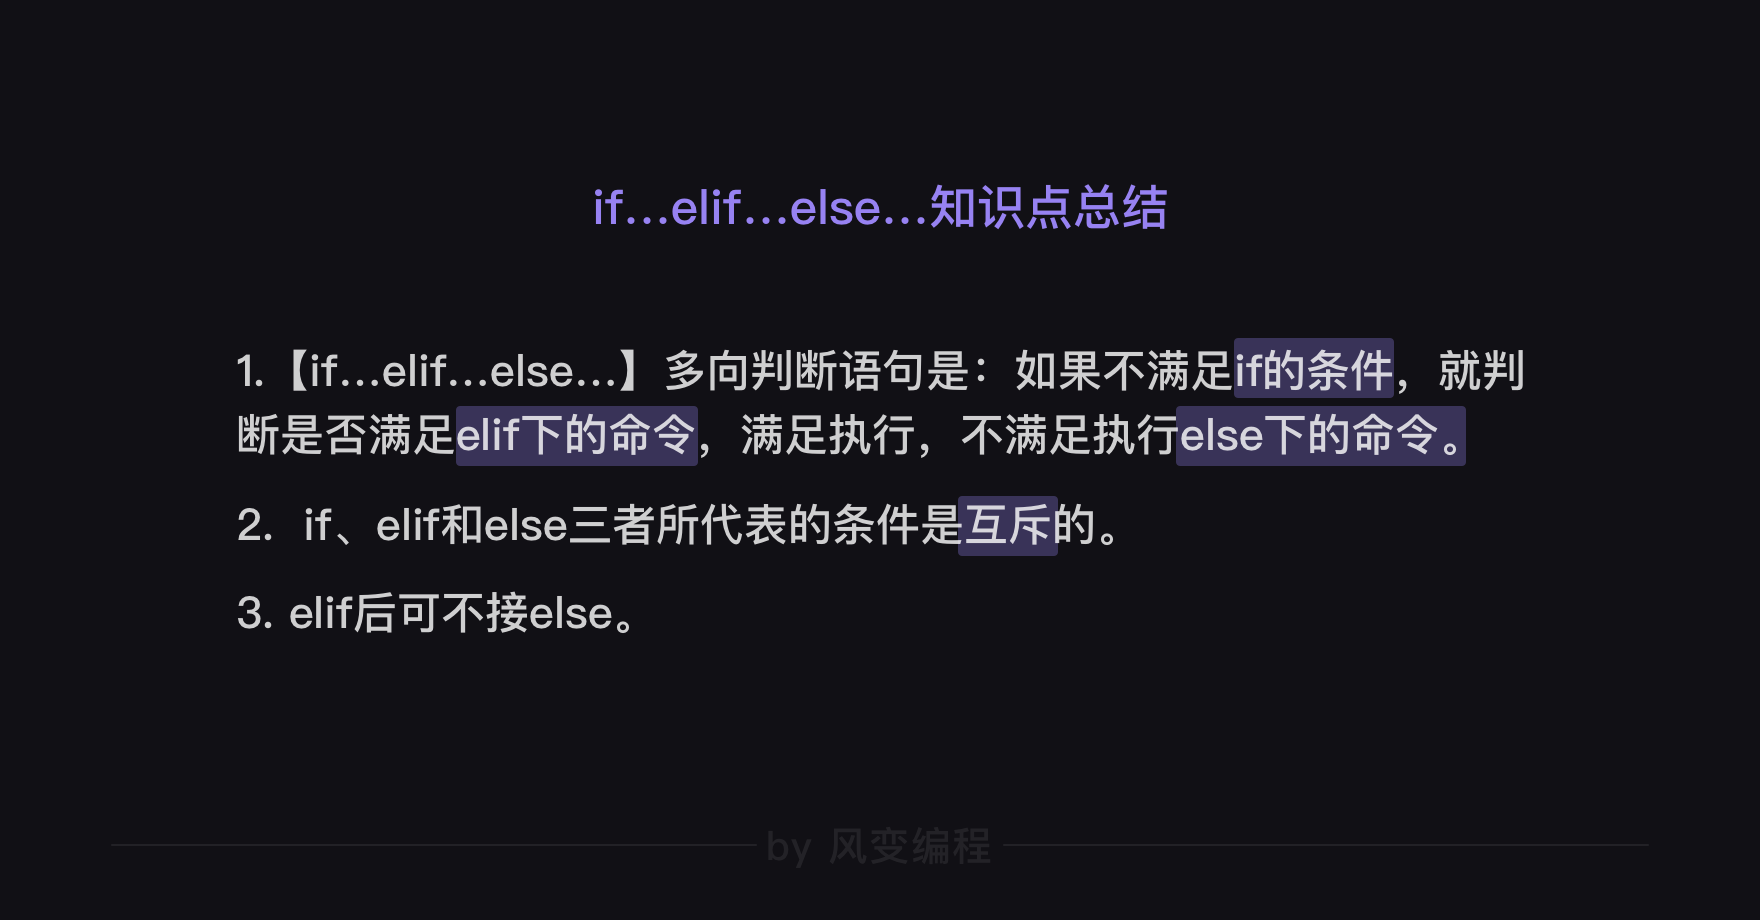 if…elif…else…知识点总结
1.【if…elif…else…】多向判断语句是：如果不满足if的条件，就判
断是否满足elif下的命令，满足执行，不满足执行else下的命令。
2. if、elif和else三者所代表的条件是互斥的。
3. elif后可不接else。
by 风变编程